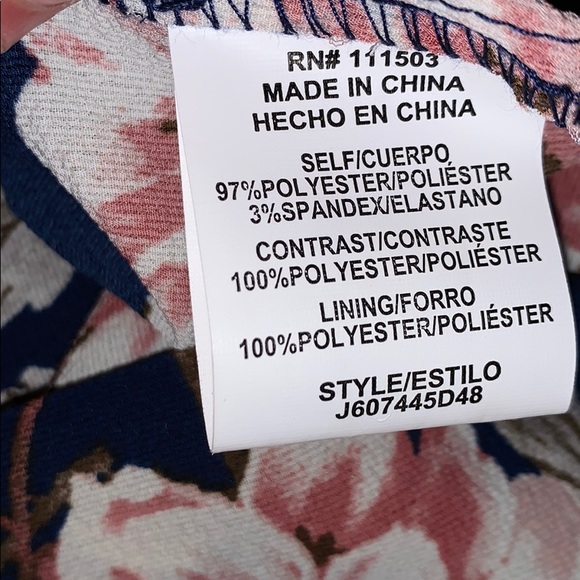 RN# 111503
MADE IN CHINA
HECHO EN CHINA
SELF/CUERPO
97%POLYESTER/POLIÉSTER
3%SPANDEX/ELASTANO
CONTRAST/CONTRASTE
100%POLYESTER/POLIÉSTER
LINING/FORRO
100%POLYESTER/POLIÉSTER
STYLE/ESTILO
J607445D48